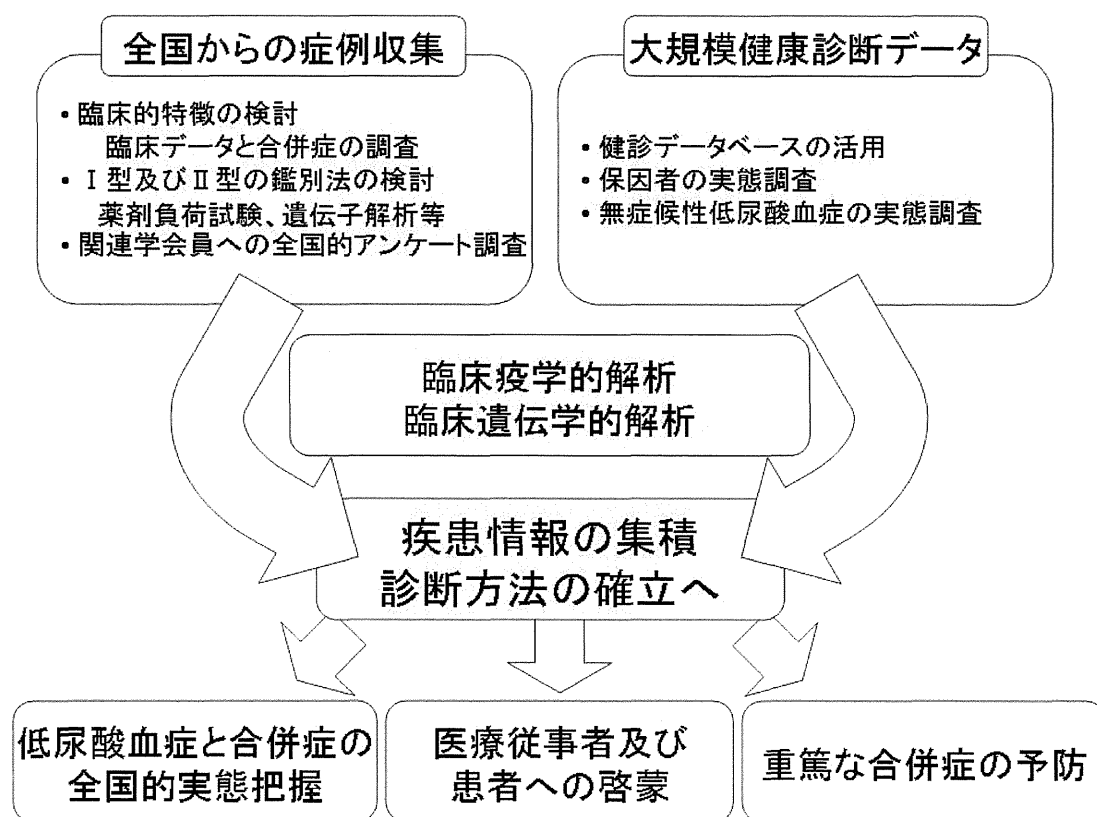 全国からの症例収集
・臨床的特徴の検討
臨床データと合併症の調査
・Ⅰ型及びⅡ型の鑑別法の検討
薬剤負荷試験、遺伝子解析等
・関連学会員への全国的アンケート調査
大規模健康診断データ
・健診データベースの活用
・保因者の実態調査
・無症候性低尿酸血症の実態調査
臨床疫学的解析
臨床遺伝学的解析
疾患情報の集積
診断方法の確立へ
低尿酸血症と合併症の
全国的実態把握
医療従事者及び
患者への啓蒙
重篤な合併症の予防